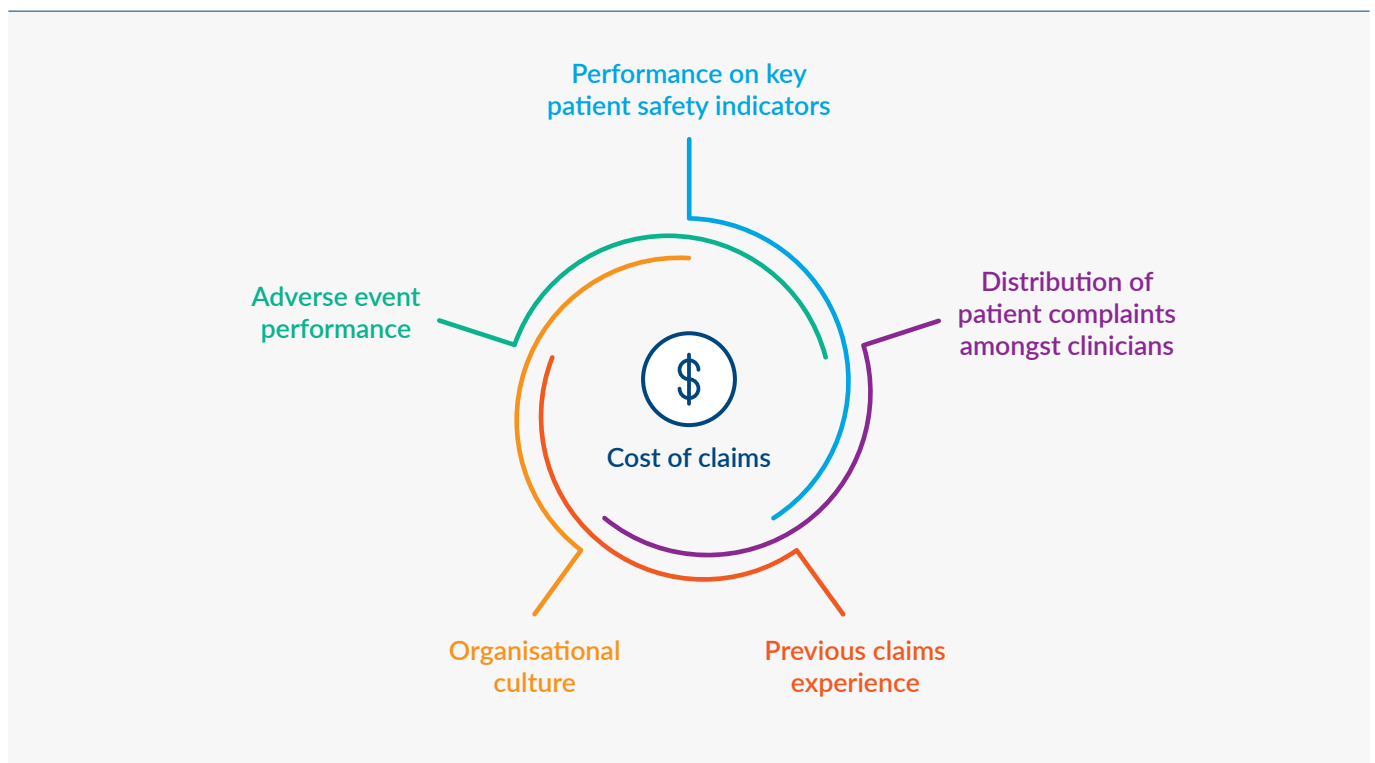 Performance on key
patient safety indicators
Distribution of
patient complaints
amongst clinicians
Adverse event
performance
$
Cost of claims
Organisational
culture
Previous claims
experience